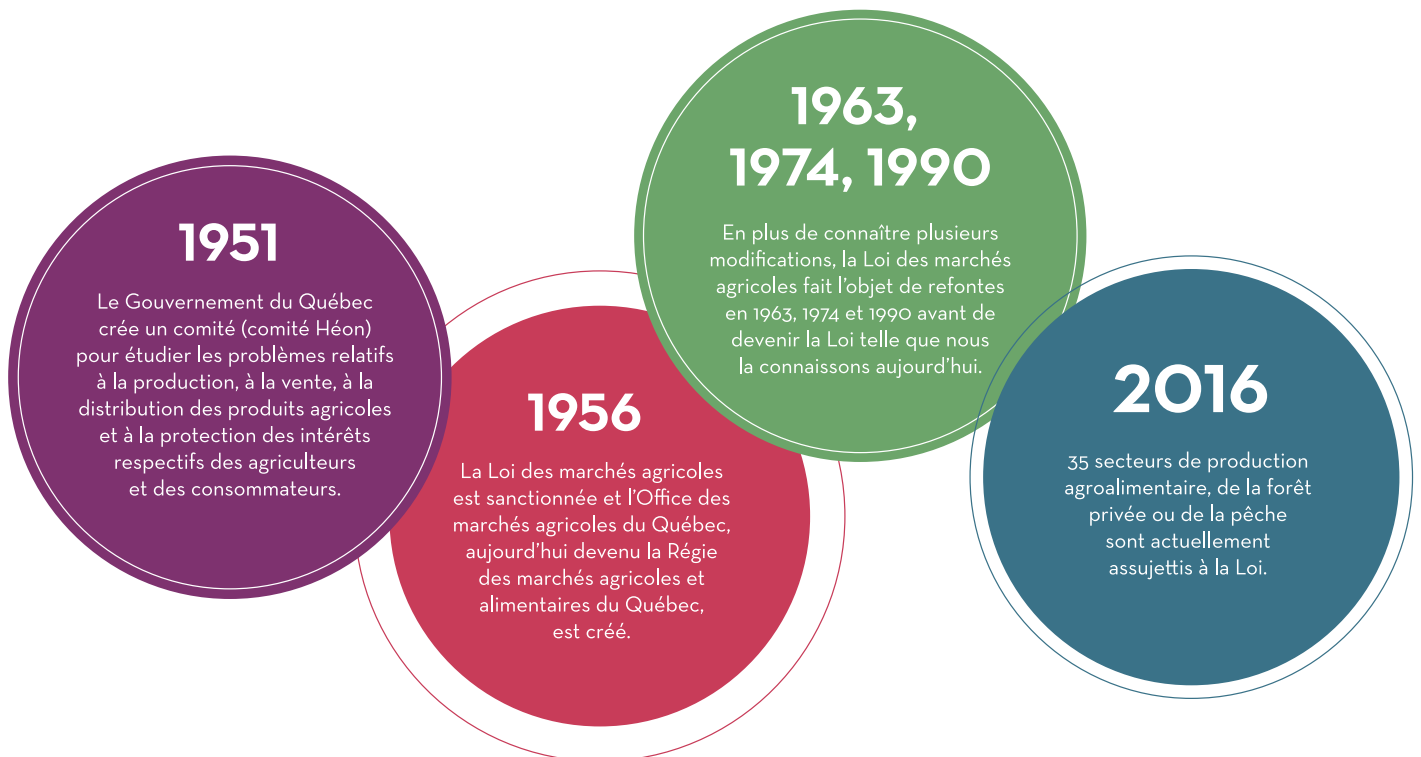 1951
Le Gouvernement du Québec
crée un comité (comité Héon)
pour étudier les problèmes relatifs
à la production, à la vente, à la
distribution des produits agricoles
et à la protection des intérêts
respectifs des agriculteurs
et des consommateurs.
1956
La Loi des marchés agricoles
est sanctionnée et l'Office des
marchés agricoles du Québec,
aujourd'hui devenu la Régie
des marchés agricoles et
alimentaires du Québec,
est créé.
1963,
1974, 1990
En plus de connaître plusieurs
modifications, la Loi des marchés
agricoles fait l'objet de refontes
en 1963, 1974 et 1990 avant de
devenir la Loi telle que nous
la connaissons aujourd'hui.
2016
35 secteurs de production
agroalimentaire, de la forêt
privée ou de la pêche
sont actuellement
assujettis à la Loi.